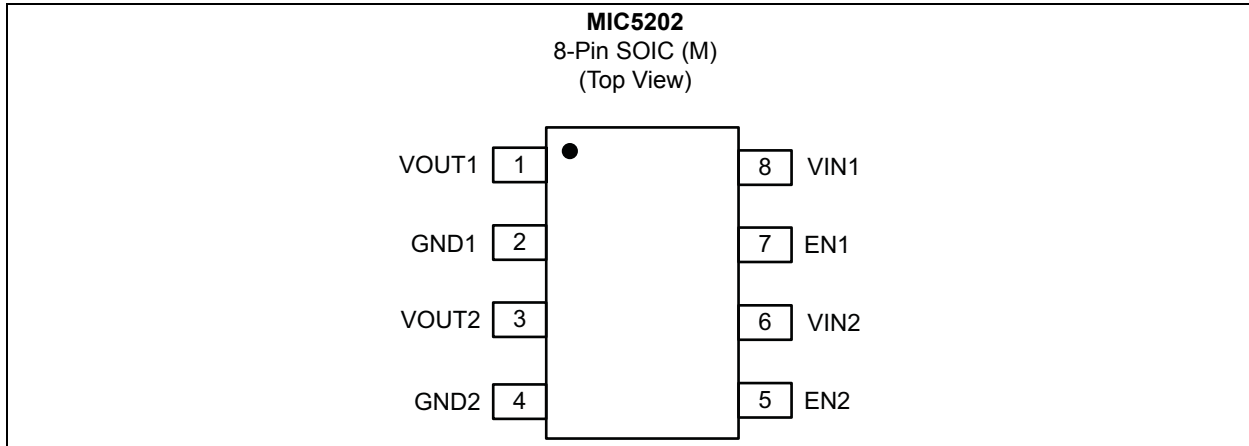 MIC5202
8-Pin SOIC (M)
(Top View)
VOUT1 1 8 VIN1
GND1 2 7 EN1
VOUT2 3 6 VIN2
GND2 4 5 EN2